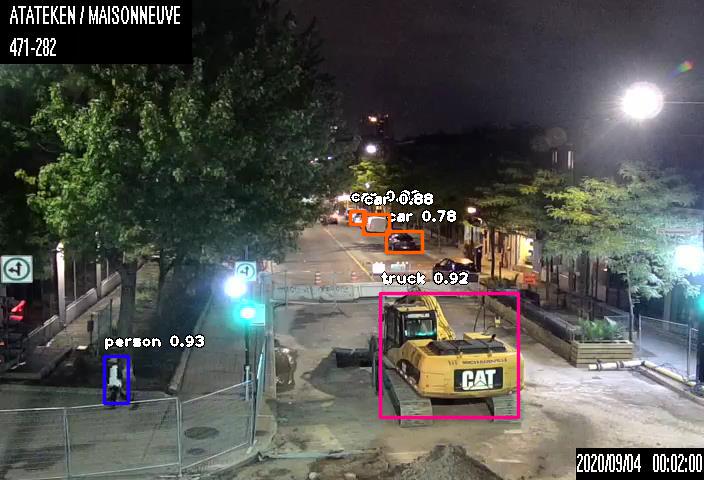 ATATEKEN / MAISONNEUVE
471-282
car 0.88
car 0.78
truck 0.92
person 0.93
CAT
2020/09/04 00:02:00